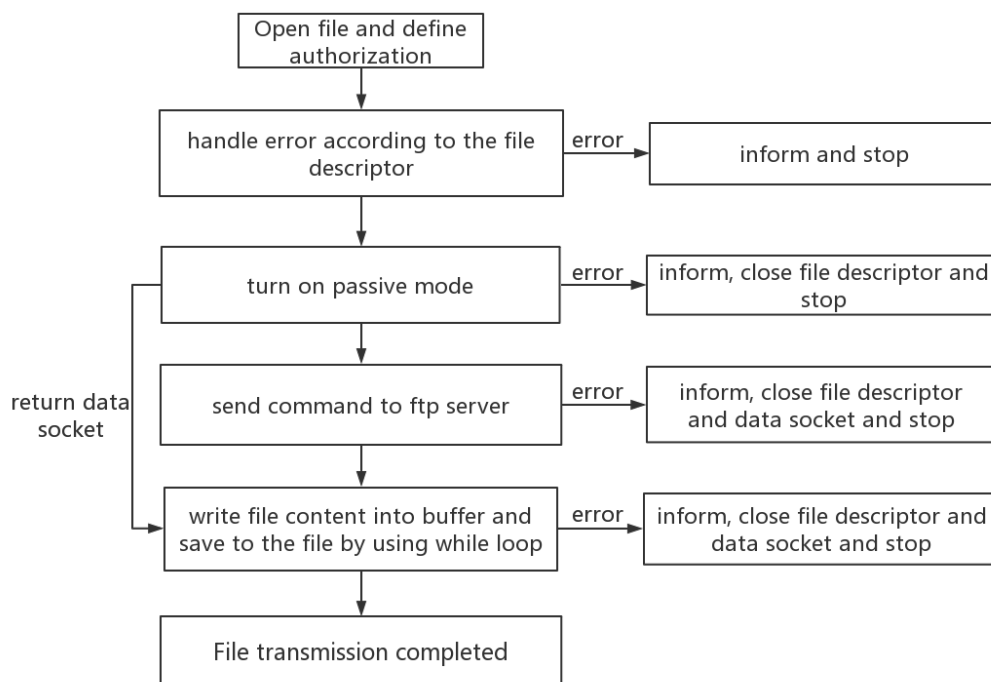 Open file and define
authorization
handle error according to the file
descriptor
error
inform and stop
turn on passive mode
error
inform, close file descriptor and
stop
return data
socket
send command to ftp server
error
inform, close file descriptor
and data socket and stop
write file content into buffer and
save to the file by using while loop
error
inform, close file descriptor and
data socket and stop
File transmission completed